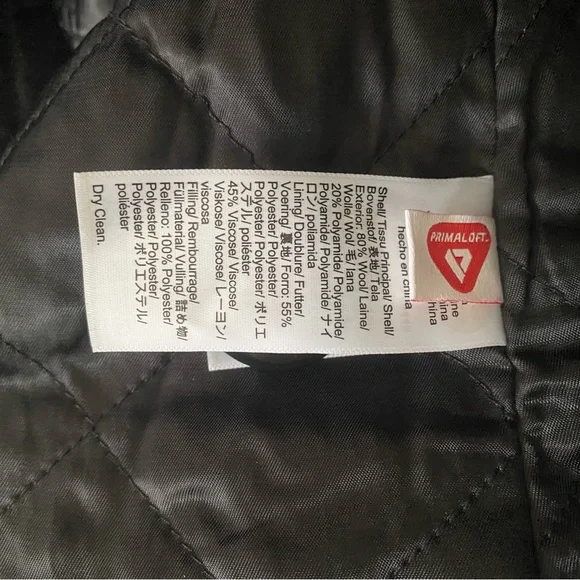 PRIMALOFT
ine
china
china
hecho en china
Shell/ Tissu Principal/ Shell/
Bovenstof/ 表地/ Tela
Exterior: 80% Wool/ Laine/
Wolle/ Wol/ 毛/ lana
20% Polyamide/ Polyamide/
Polyamid/ Polyamide/ ナイ
ロン/ poliamida
Lining/ Doublure/ Futter/
Voering/ 裏地/ Forro: 55%
Polyester/ Polyester/
Polyester/ Polyester/ ポリエ
ステル/ poliéster
45% Viscose/ Viscose/
Viskose/ Viscose/ レーヨン/
viscosa
Filling/ Rembourrage/
Füllmaterial/ Vulling/ 詰め物/
Relleno: 100% Polyester/
Polyester/ Polyester/
Polyester/ ポリエステル/
poliéster
Dry Clean.